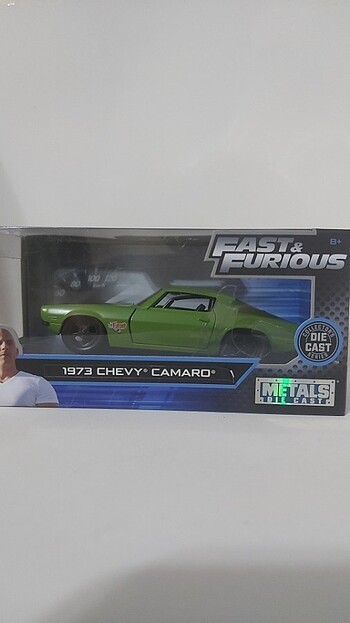 FAST &
FURIOUS
8+
COLLECTORS
DIE
CAST
SERIES
1973 CHEVY® CAMARO®
METALS
DIE CAST